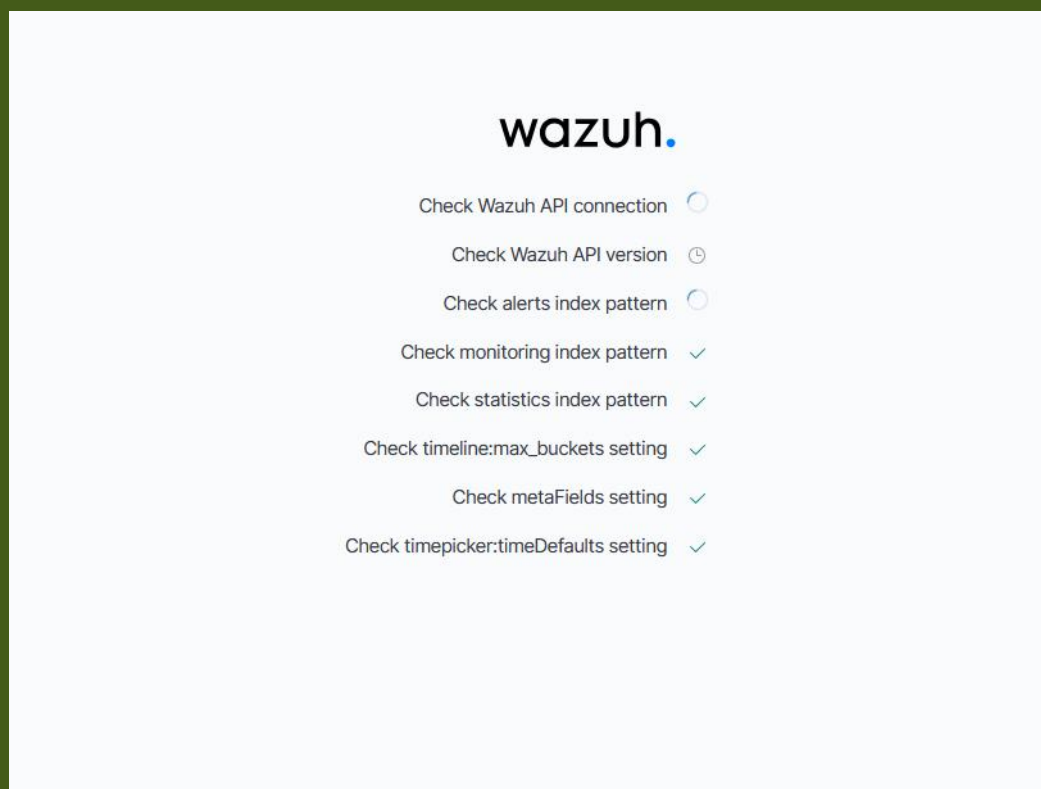 wazuh.
Check Wazuh API connection
Check Wazuh API version
Check alerts index pattern
Check monitoring index pattern
Check statistics index pattern
Check timeline:max_buckets setting
Check metaFields setting
Check timepicker:timeDefaults setting